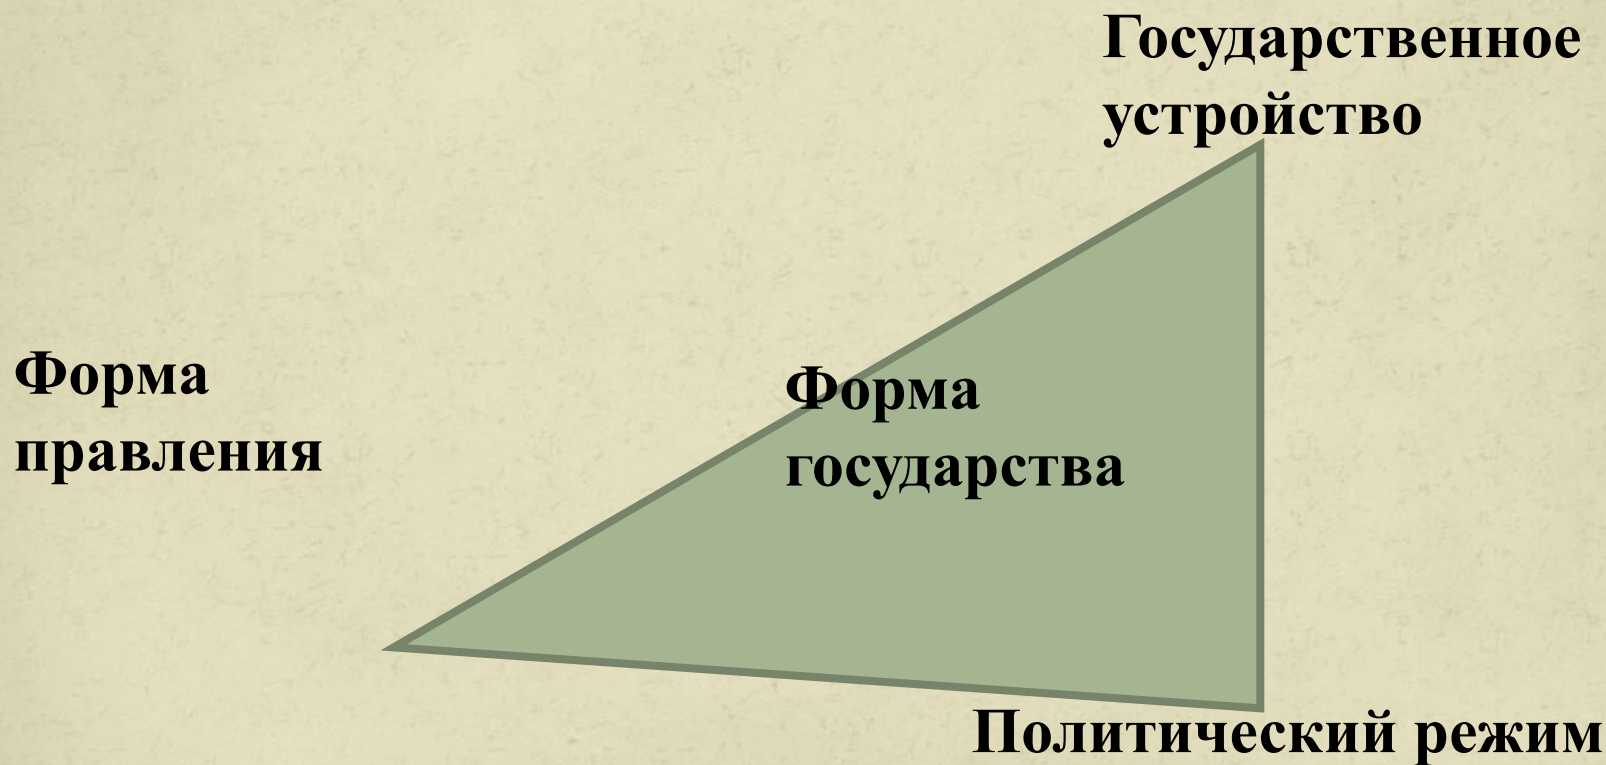 Государственное
устройство
Форма
правления
Форма
государства
Политический режим